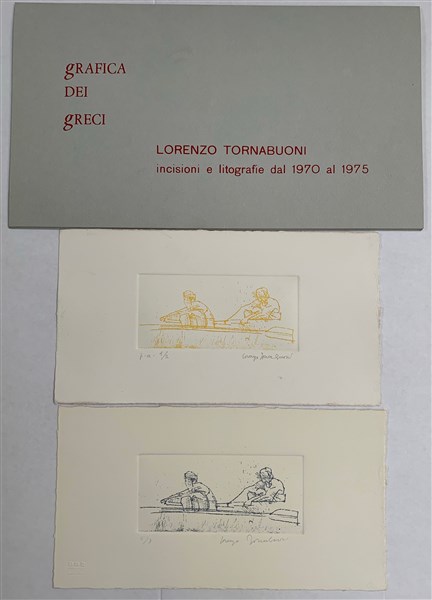 gRAFICA
DEI
gRECI
LORENZO TORNABUONI
incisioni e litografie dal 1970 al 1975